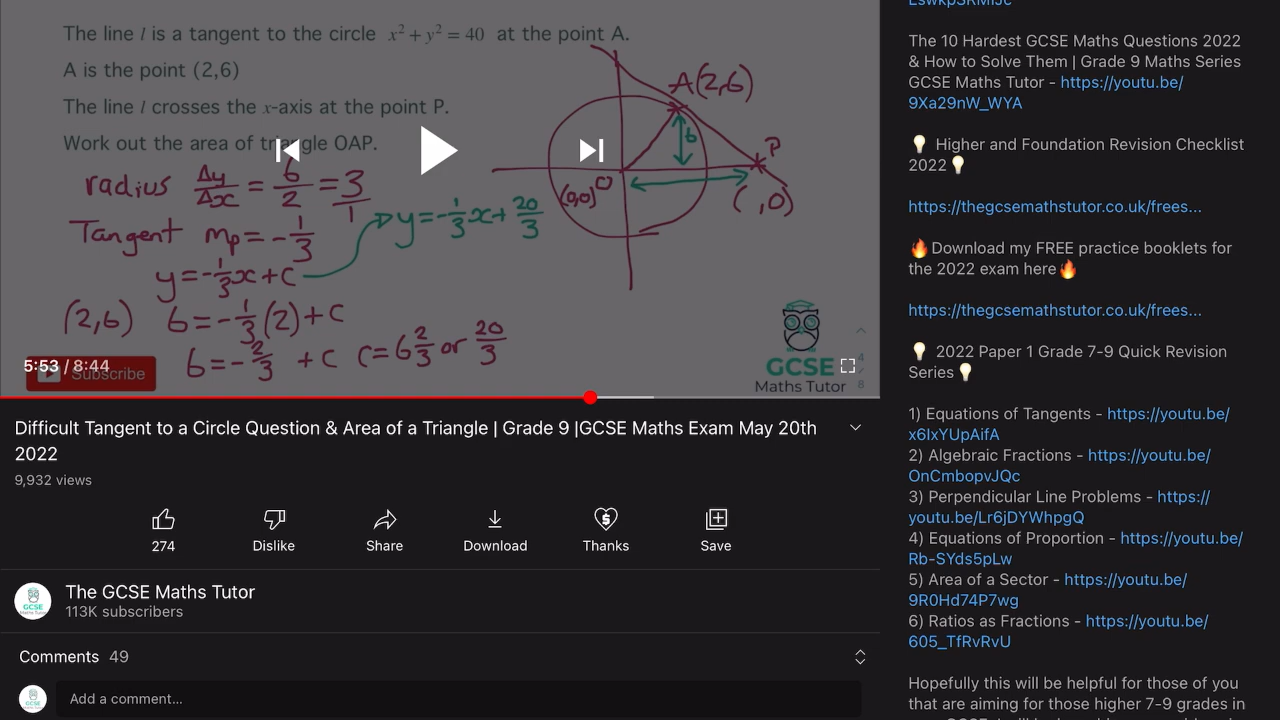 The line l is a tangent to the circle x² + y² = 40 at the point A.
A is the point (2,6)
The line l crosses the x-axis at the point P.
Work out the area of triangle OAP.
radius Δy/Δx = 6/2 = 3/1
Tangent mp = -1/3
y = -1/3x + c
y = -1/3x + 20/3
(2,6) 6 = -1/3(2) + c
6 = -2/3 + c c = 6 2/3 or 20/3
A(2,6)
6
P
(0,0) O
( ,0)
5:53 / 8:44
Subscribe
GCSE
Maths Tutor
4
/
8
Difficult Tangent to a Circle Question & Area of a Triangle | Grade 9 |GCSE Maths Exam May 20th
2022
9,932 views
274
Dislike
Share
Download
Thanks
Save
The GCSE Maths Tutor
113K subscribers
Comments 49
Add a comment...
The 10 Hardest GCSE Maths Questions 2022
& How to Solve Them | Grade 9 Maths Series
GCSE Maths Tutor - https://youtu.be/
9Xa29nW_WYA
💡 Higher and Foundation Revision Checklist
2022💡
https://thegcsemathstutor.co.uk/frees...
🔥Download my FREE practice booklets for
the 2022 exam here🔥
https://thegcsemathstutor.co.uk/frees...
💡 2022 Paper 1 Grade 7-9 Quick Revision
Series💡
1) Equations of Tangents - https://youtu.be/
x6IxYUpAifA
2) Algebraic Fractions - https://youtu.be/
OnCmbopvJQc
3) Perpendicular Line Problems - https://
youtu.be/Lr6jDYWhpgQ
4) Equations of Proportion - https://youtu.be/
Rb-SYds5pLw
5) Area of a Sector - https://youtu.be/
9R0Hd74P7wg
6) Ratios as Fractions - https://youtu.be/
605_TfRvRvU
Hopefully this will be helpful for those of you
that are aiming for those higher 7-9 grades in